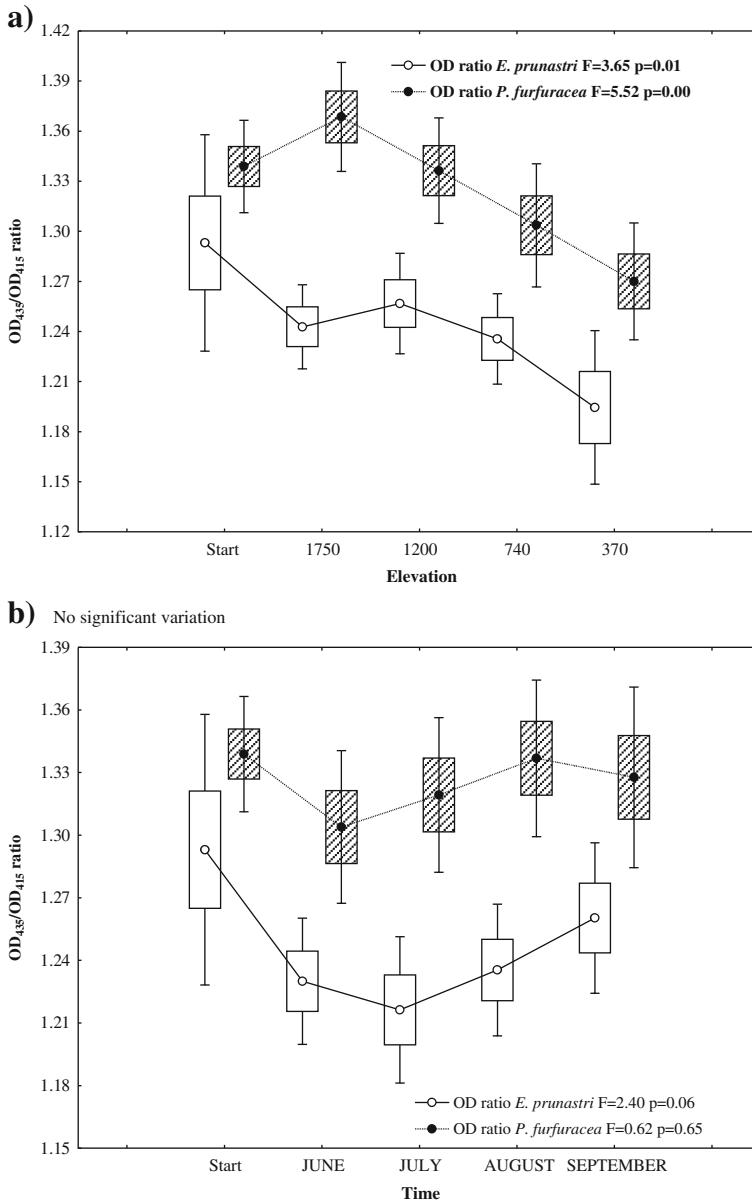 a)
1.42
1.39
1.36
1.33
1.30
1.27
1.24
1.21
1.18
1.15
1.12
OD435/OD415 ratio
OD ratio E. prunastri F=3.65 p=0.01
OD ratio P. furfuracea F=5.52 p=0.00
Start 1750 1200 740 370
Elevation
b) No significant variation
1.39
1.36
1.33
1.30
1.27
1.24
1.21
1.18
1.15
OD435/OD415 ratio
OD ratio E. prunastri F=2.40 p=0.06
OD ratio P. furfuracea F=0.62 p=0.65
Start JUNE JULY AUGUST SEPTEMBER
Time